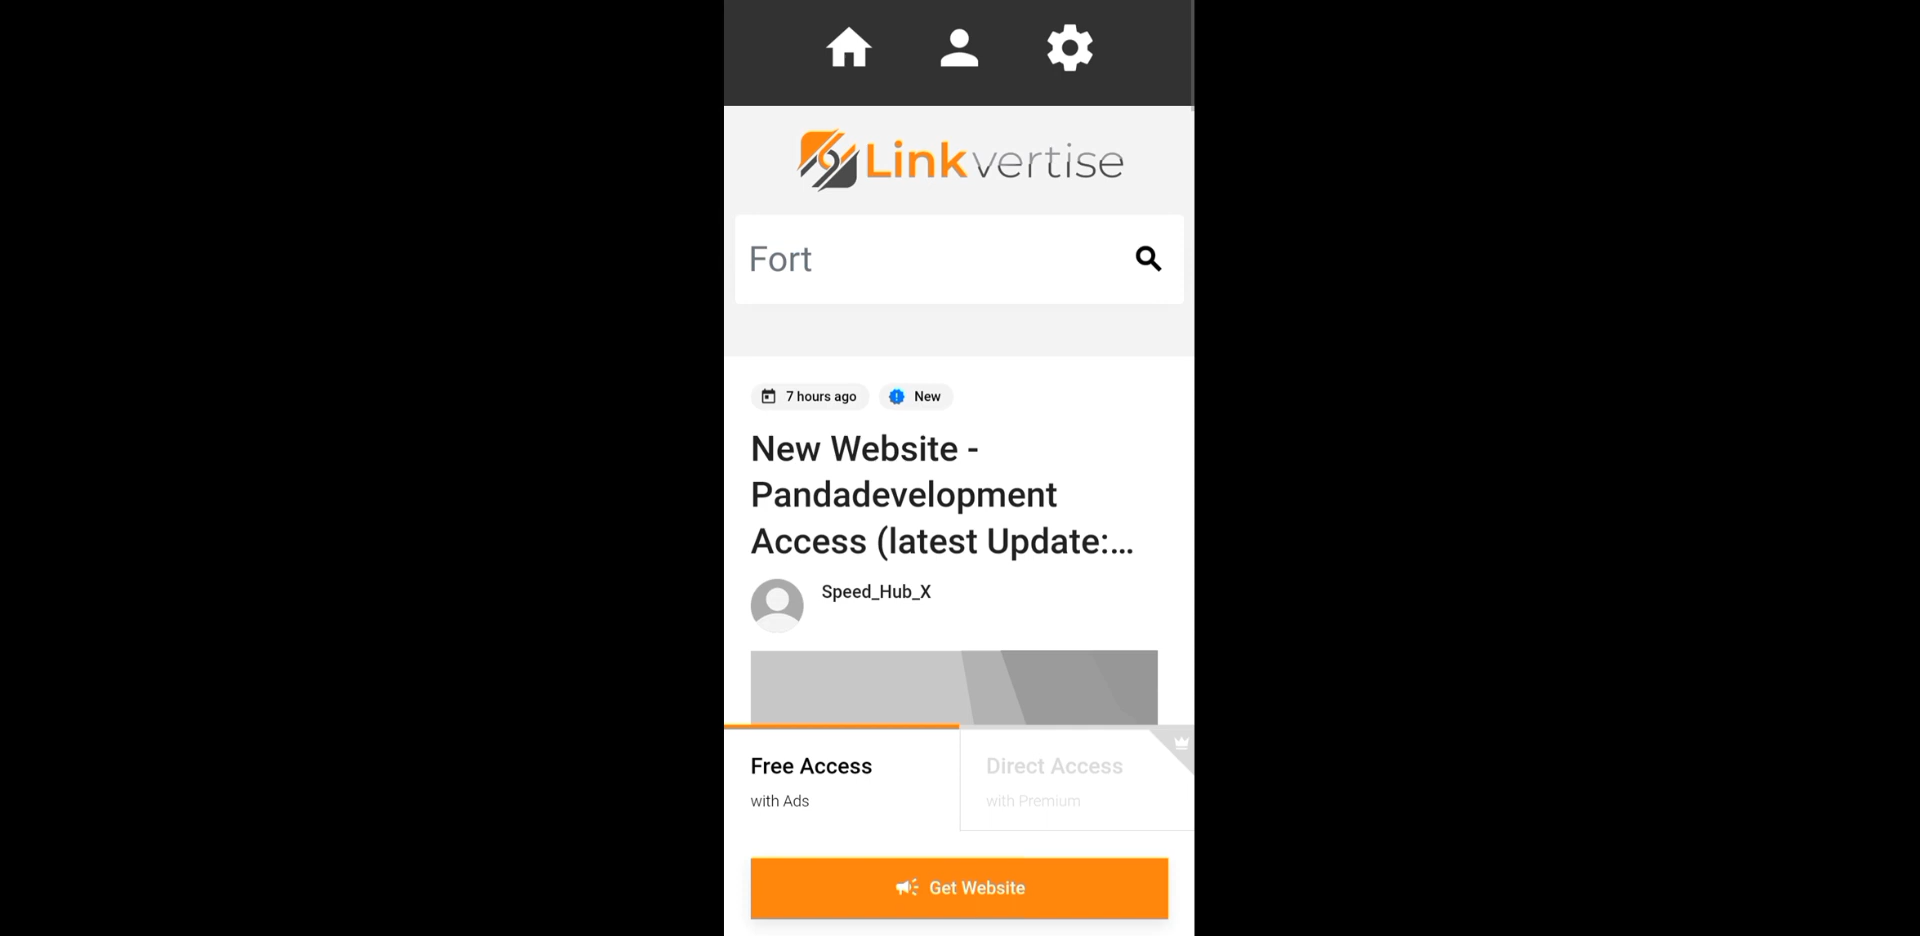 Linkvertise
Fort
7 hours ago New
New Website -
Pandadevelopment
Access (latest Update:...
Speed_Hub_X
Free Access
with Ads
Direct Access
with Premium
Get Website